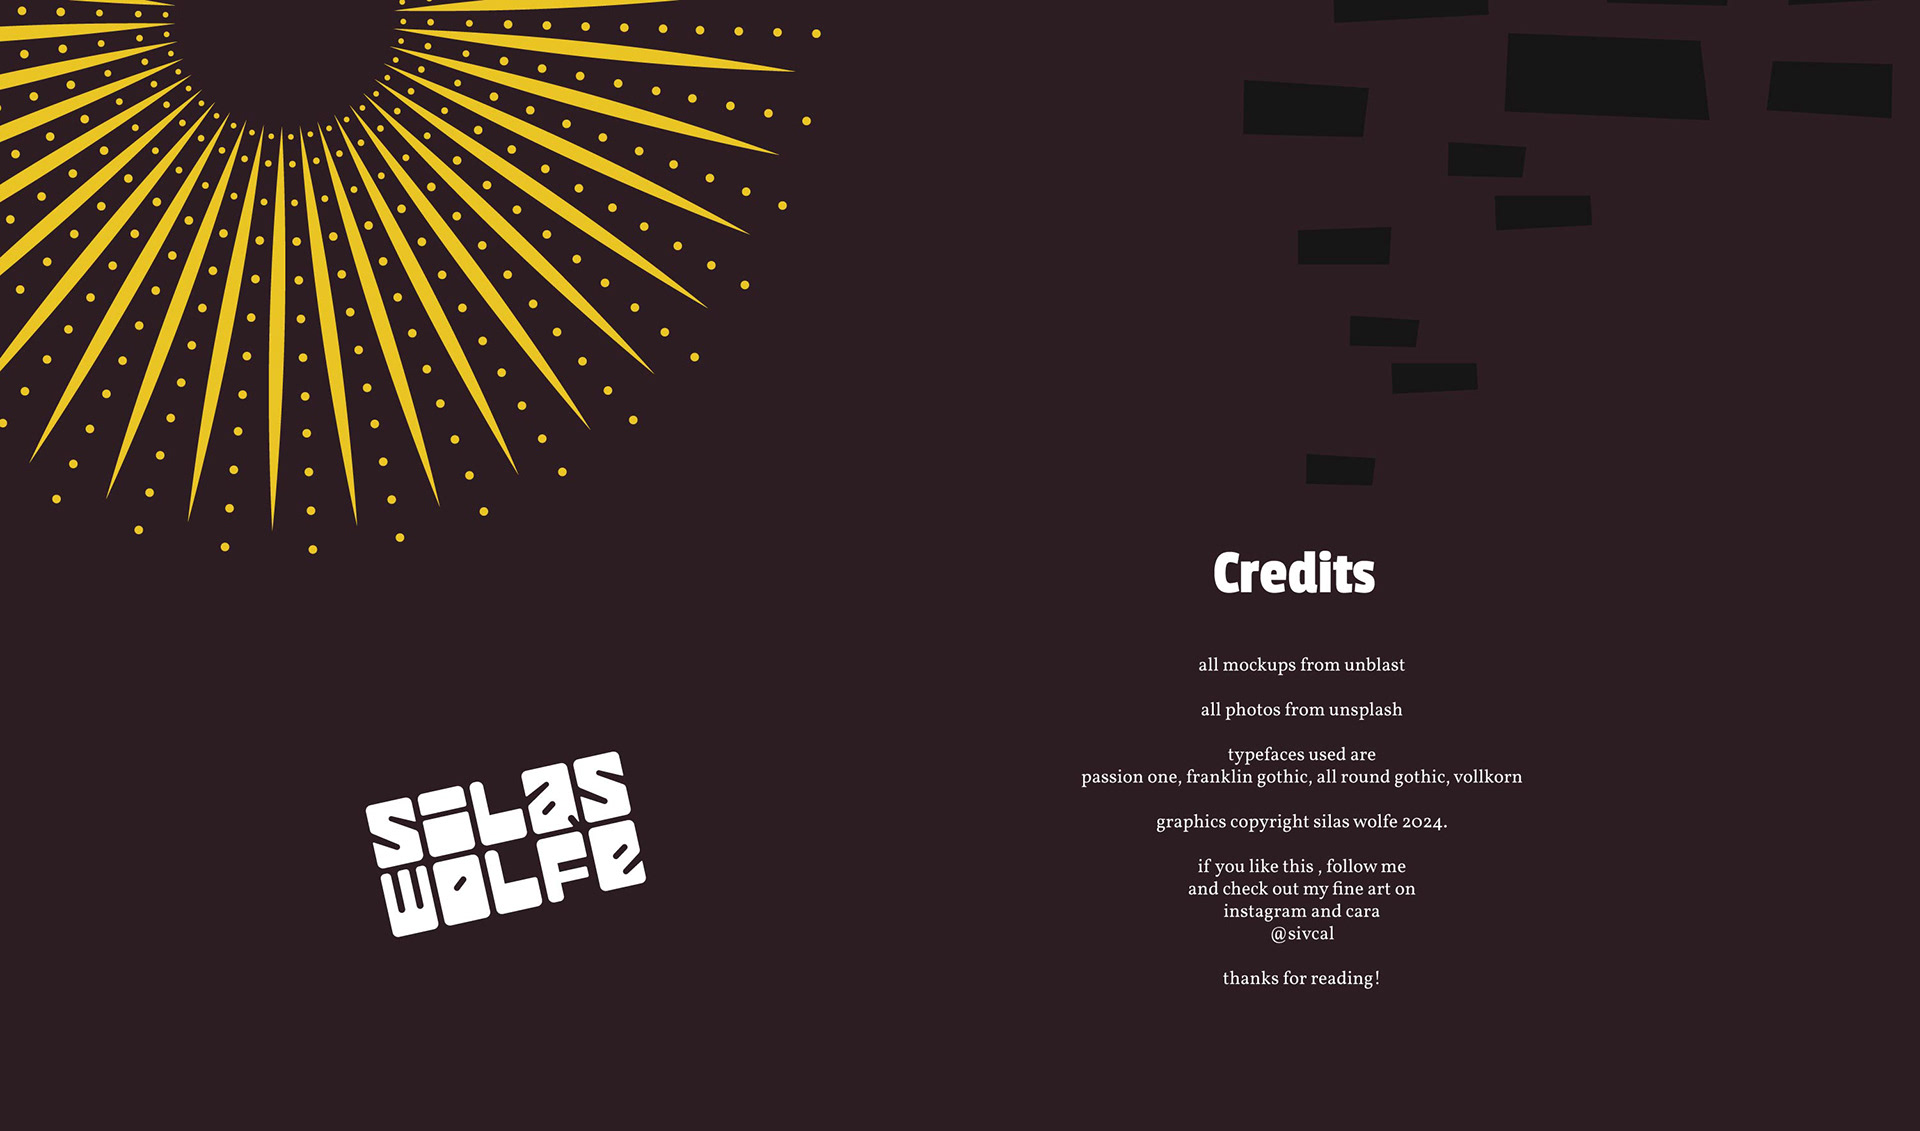 silas
wolfe
Credits
all mockups from unblast
all photos from unsplash
typefaces used are
passion one, franklin gothic, all round gothic, vollkorn
graphics copyright silas wolfe 2024.
if you like this , follow me
and check out my fine art on
instagram and cara
@sivcal
thanks for reading!